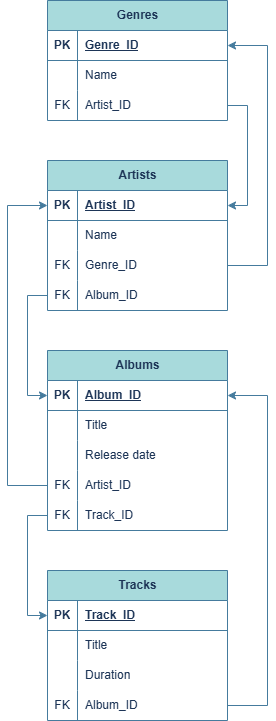 Genres
PK Genre_ID
Name
FK Artist_ID
Artists
PK Artist_ID
Name
FK Genre_ID
FK Album_ID
Albums
PK Album_ID
Title
Release date
FK Artist_ID
FK Track_ID
Tracks
PK Track_ID
Title
Duration
FK Album_ID